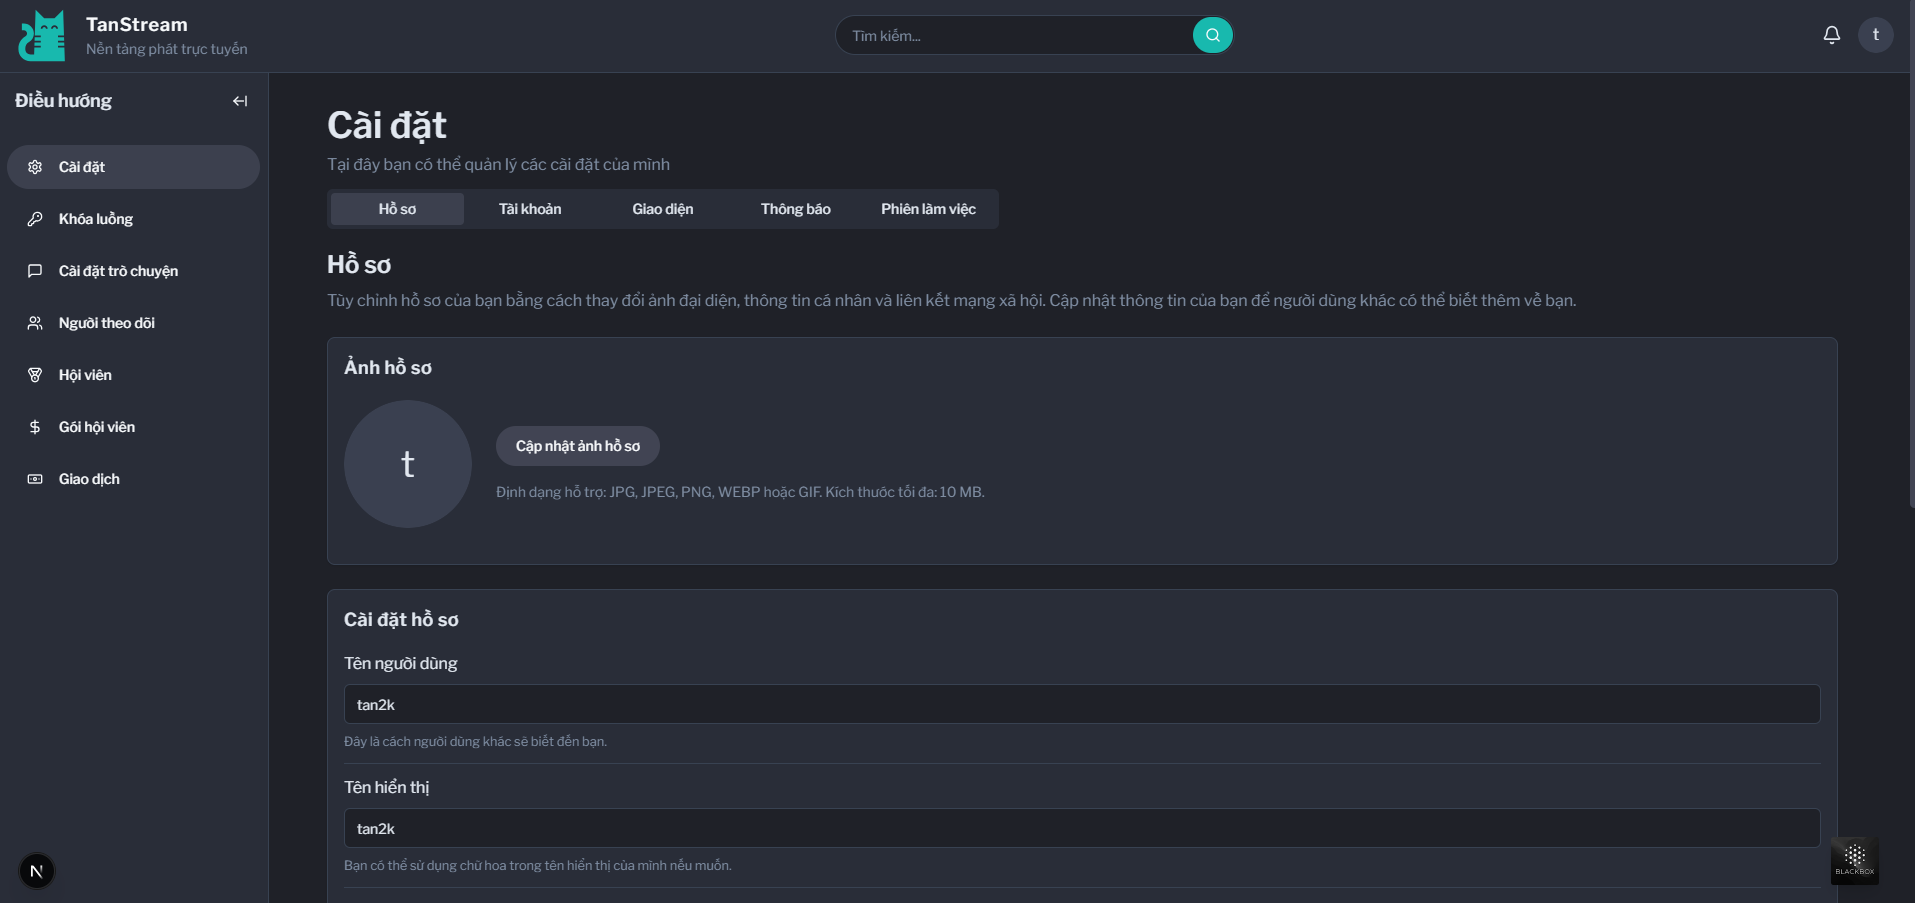 TanStream
Nền tảng phát trực tuyến
Tìm kiếm...
t
Điều hướng
Cài đặt
Khóa luồng
Cài đặt trò chuyện
Người theo dõi
Hội viên
Gói hội viên
Giao dịch
N
Cài đặt
Tại đây bạn có thể quản lý các cài đặt của mình
Hồ sơ
Tài khoản
Giao diện
Thông báo
Phiên làm việc
Hồ sơ
Tùy chỉnh hồ sơ của bạn bằng cách thay đổi ảnh đại diện, thông tin cá nhân và liên kết mạng xã hội. Cập nhật thông tin của bạn để người dùng khác có thể biết thêm về bạn.
Ảnh hồ sơ
t
Cập nhật ảnh hồ sơ
Định dạng hỗ trợ: JPG, JPEG, PNG, WEBP hoặc GIF. Kích thước tối đa: 10 MB.
Cài đặt hồ sơ
Tên người dùng
tan2k
Đây là cách người dùng khác sẽ biết đến bạn.
Tên hiển thị
tan2k
Bạn có thể sử dụng chữ hoa trong tên hiển thị của mình nếu muốn.
BLACKBOX